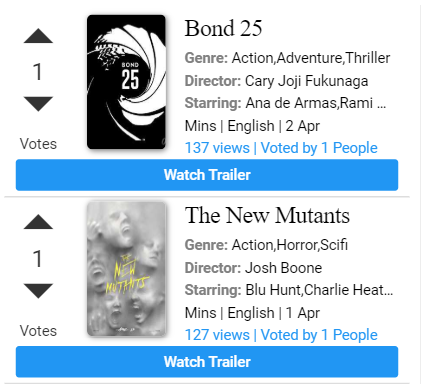 Bond 25
Genre: Action,Adventure,Thriller
Director: Cary Joji Fukunaga
Starring: Ana de Armas,Rami ...
Mins | English | 2 Apr
137 views | Voted by 1 People
1
Votes
BOND
25
Watch Trailer
The New Mutants
Genre: Action,Horror,Scifi
Director: Josh Boone
Starring: Blu Hunt,Charlie Heat...
Mins | English | 1 Apr
127 views | Voted by 1 People
1
Votes
THE
NEW
MUTANTS
Watch Trailer